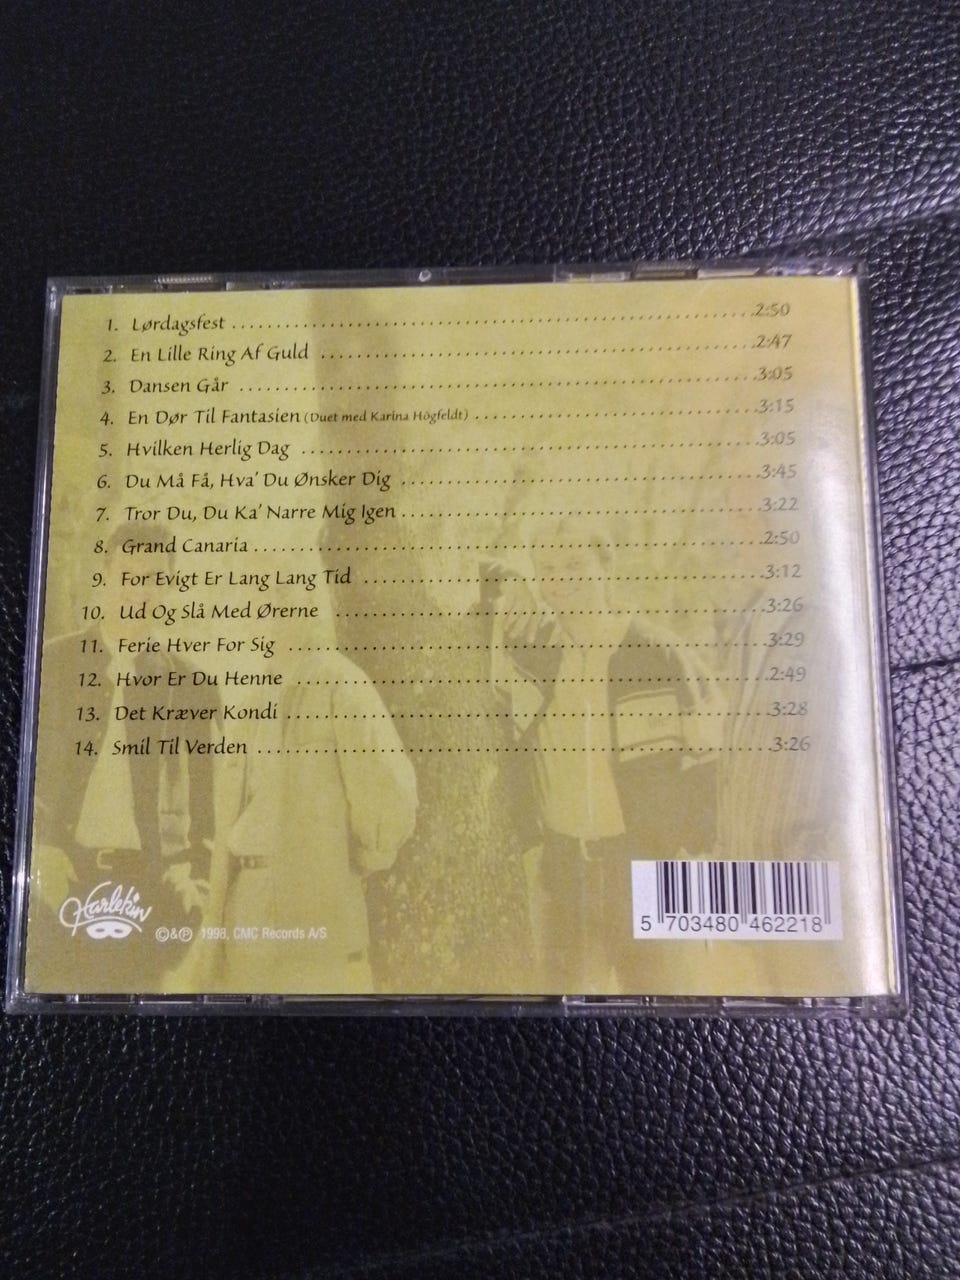 1. Lørdagsfest ........................................ 2:50
2. En Lille Ring Af Guld ........................................ 2:47
3. Dansen Går ........................................ 3:05
4. En Dør Til Fantasien (Duet med Karina Högfeldt) ........................................ 3:15
5. Hvilken Herlig Dag ........................................ 3:05
6. Du Må Få, Hva' Du Ønsker Dig ........................................ 3:45
7. Tror Du, Du Ka' Narre Mig Igen ........................................ 3:22
8. Grand Canaria ........................................ 2:50
9. For Evigt Er Lang Lang Tid ........................................ 3:12
10. Ud Og Slå Med Ørerne ........................................ 3:26
11. Ferie Hver For Sig ........................................ 3:29
12. Hvor Er Du Henne ........................................ 2:49
13. Det Kræver Kondi ........................................ 3:28
14. Smil Til Verden ........................................ 3:26
Harlekin
©&℗ 1998, CMC Records A/S
5 703480 462218